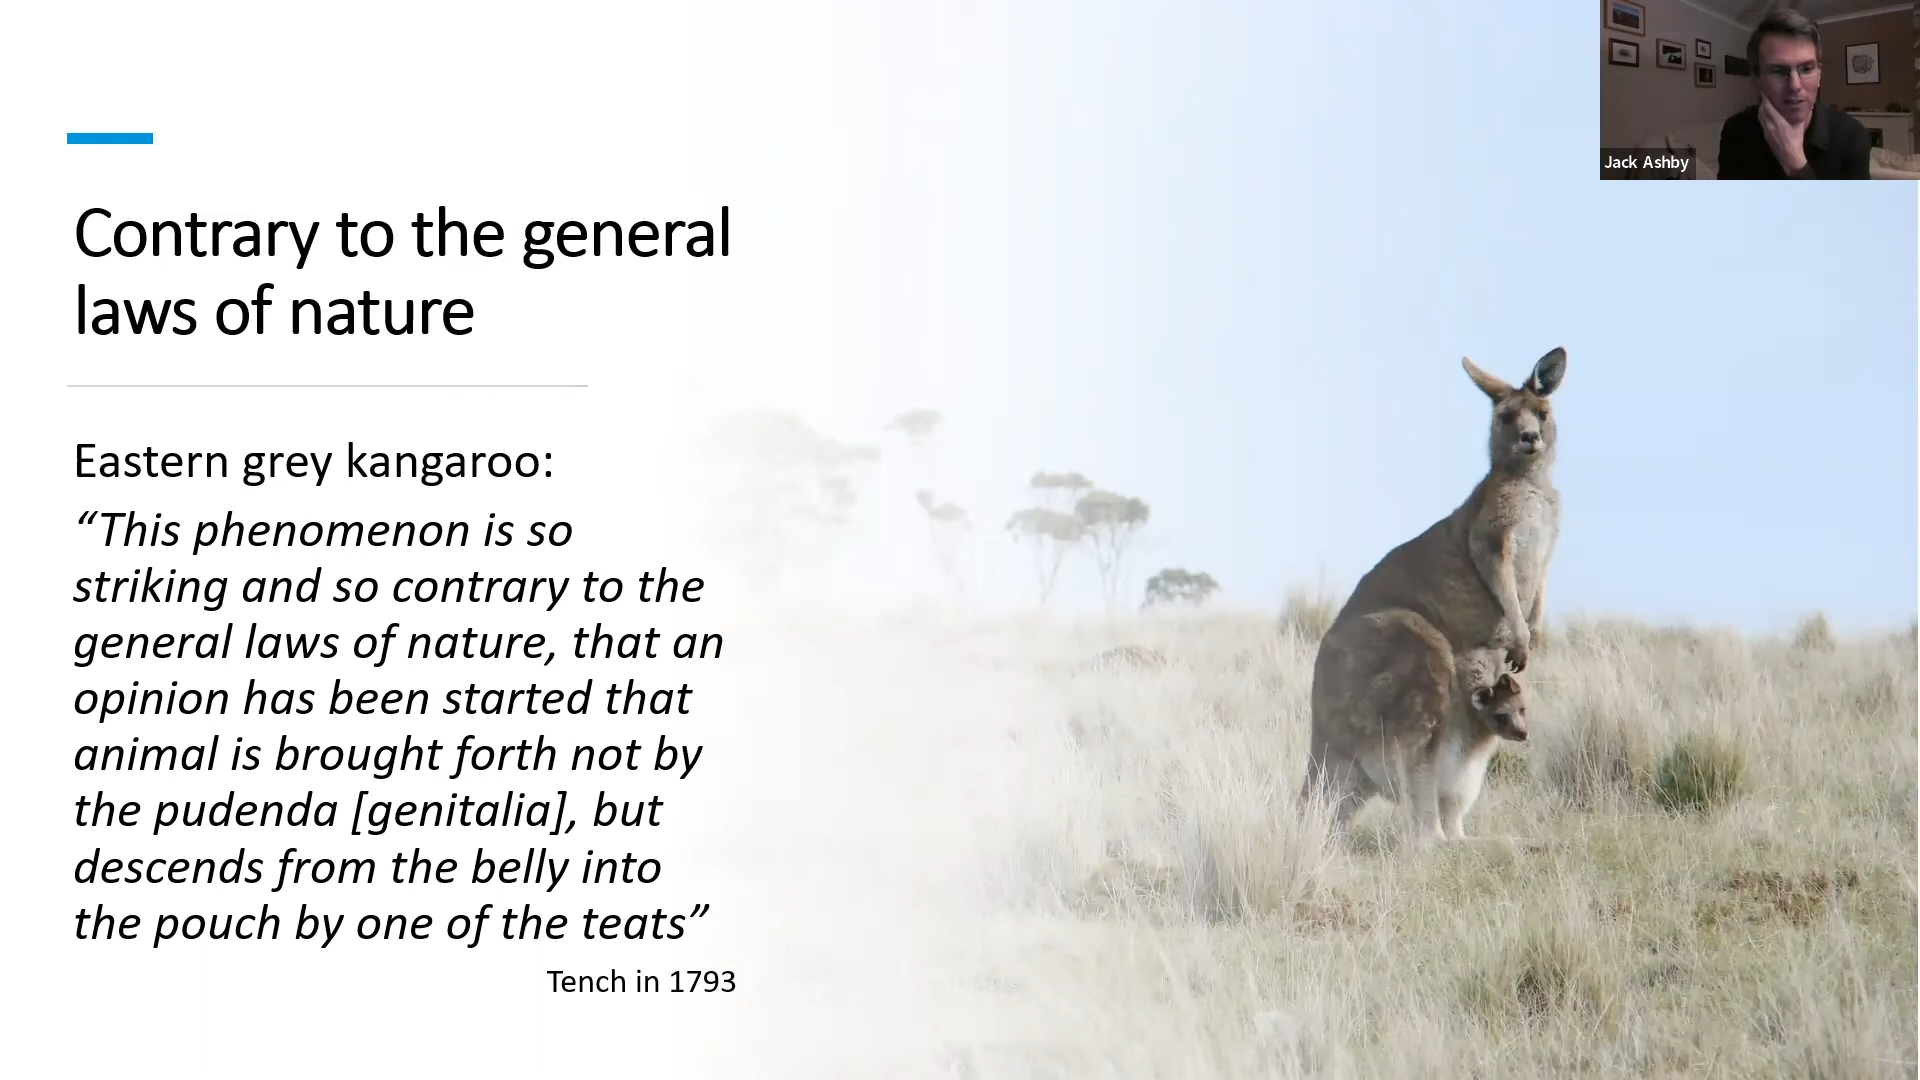 Contrary to the general
laws of nature
Eastern grey kangaroo:
“This phenomenon is so
striking and so contrary to the
general laws of nature, that an
opinion has been started that
animal is brought forth not by
the pudenda [genitalia], but
descends from the belly into
the pouch by one of the teats”
Tench in 1793
Jack Ashby